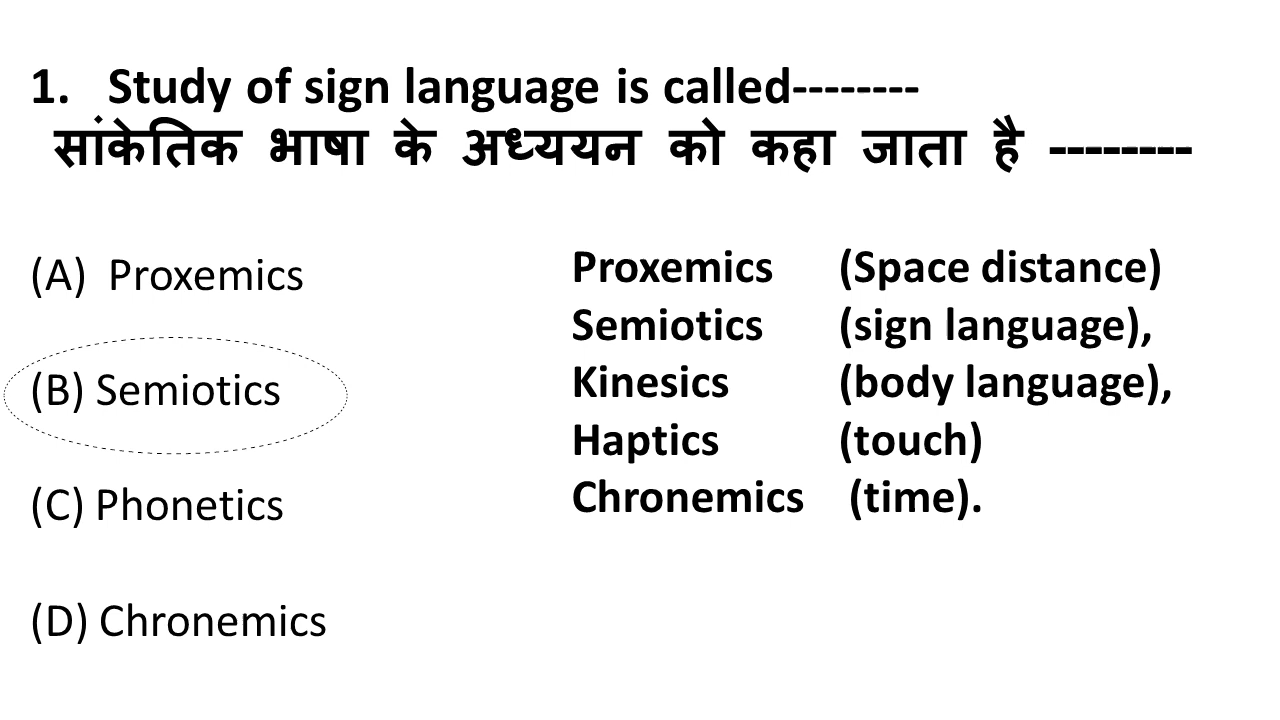 1. Study of sign language is called--------
सांकेतिक भाषा के अध्ययन को कहा जाता है --------
(A) Proxemics
(B) Semiotics
(C) Phonetics
(D) Chronemics
Proxemics (Space distance)
Semiotics (sign language),
Kinesics (body language),
Haptics (touch)
Chronemics (time).